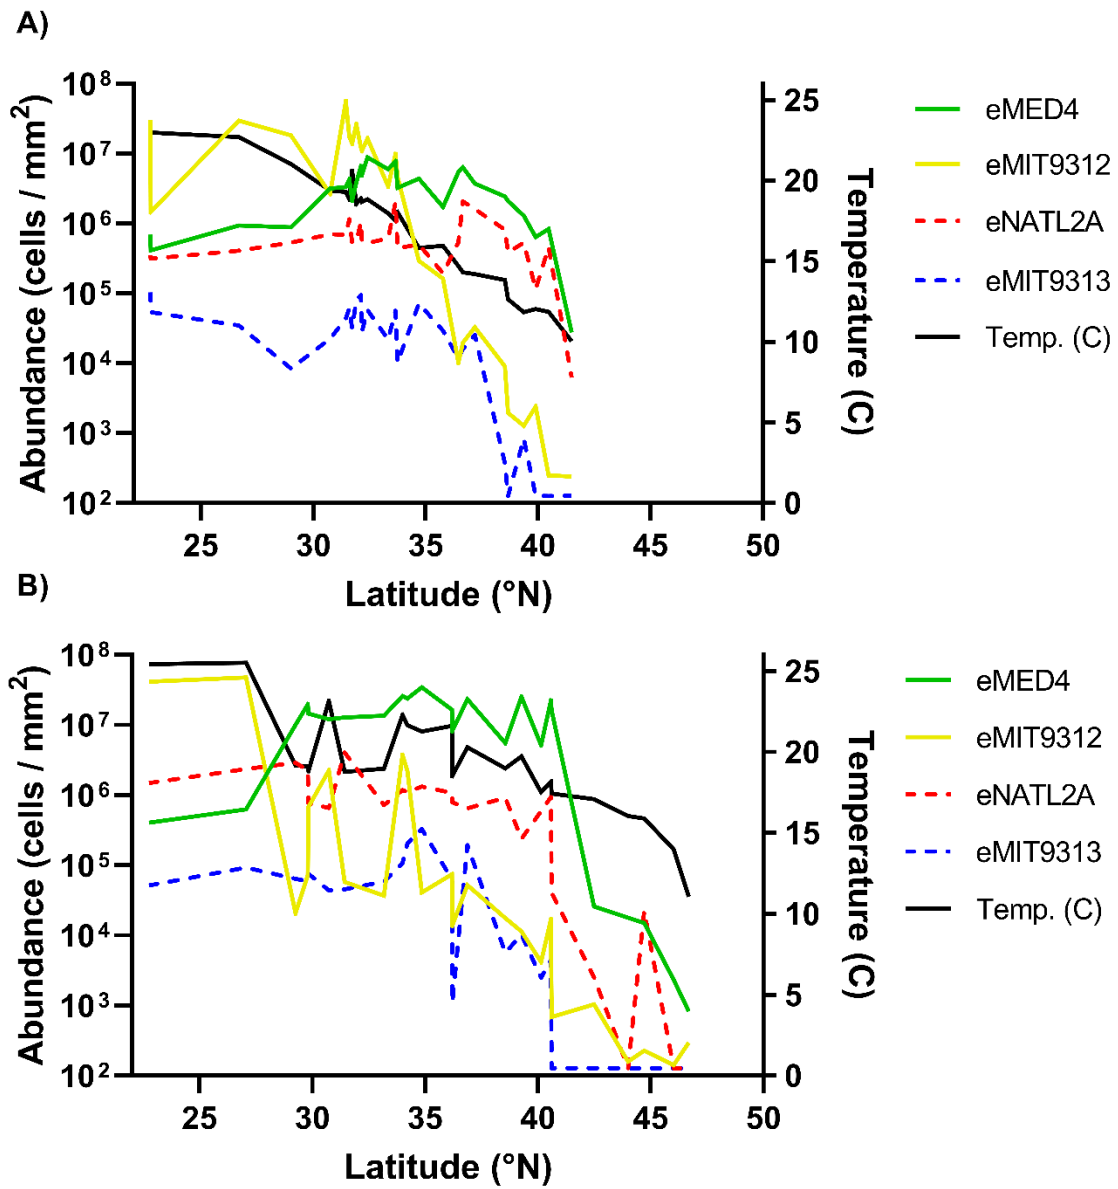 A)
Abundance (cells / mm²)
10⁸
10⁷
10⁶
10⁵
10⁴
10³
10²
25
20
15
10
5
0
Temperature (C)
25
30
35
40
45
50
Latitude (°N)
eMED4
eMIT9312
eNATL2A
eMIT9313
Temp. (C)
B)
Abundance (cells / mm²)
10⁸
10⁷
10⁶
10⁵
10⁴
10³
10²
25
20
15
10
5
0
Temperature (C)
25
30
35
40
45
50
Latitude (°N)
eMED4
eMIT9312
eNATL2A
eMIT9313
Temp. (C)